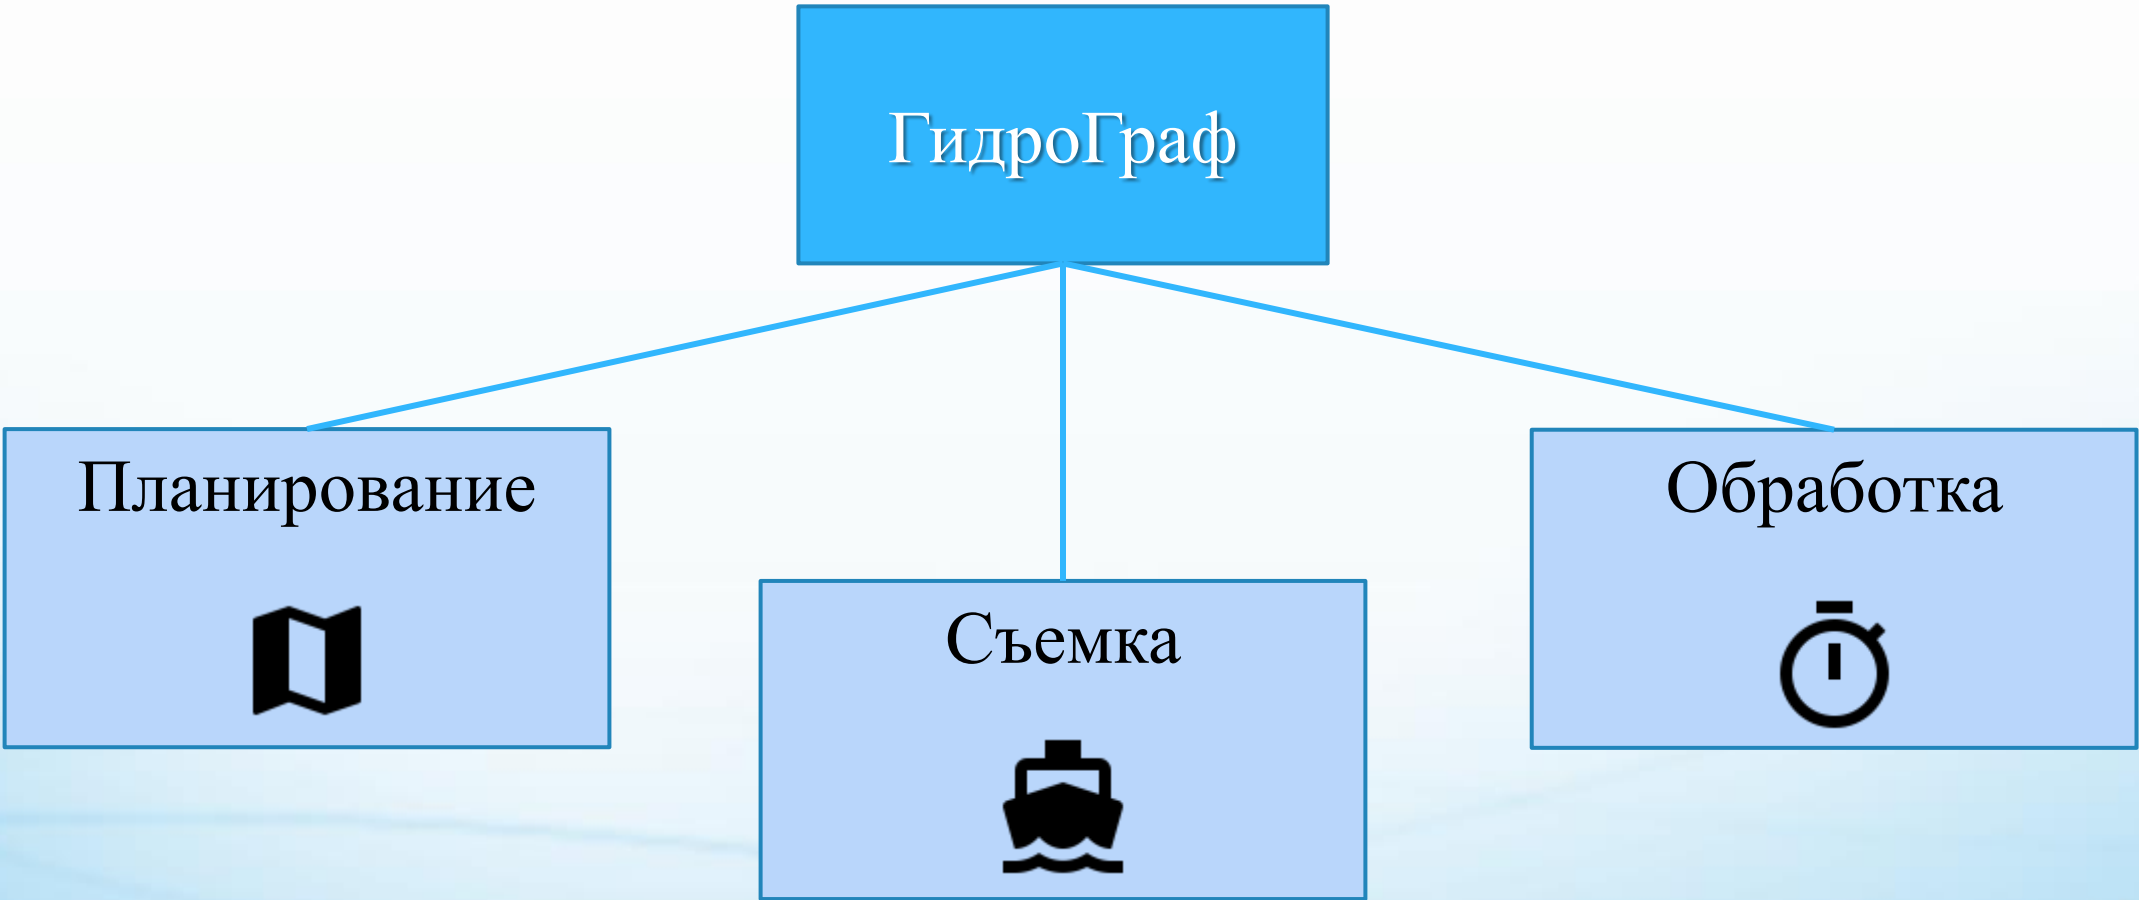 ГидроГраф
Планирование
Съемка
Обработка